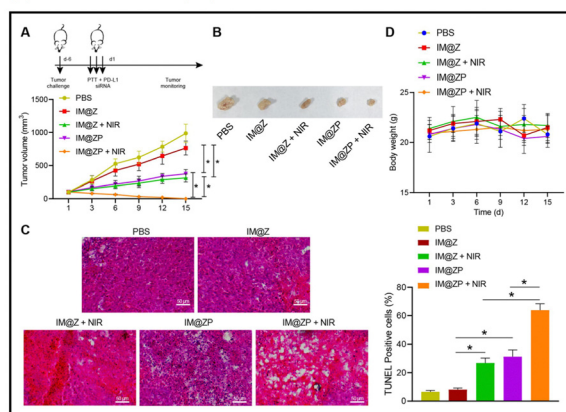 A
d-6
d1
Tumor challenge
PTT + PD-L1 siRNA
Tumor monitoring
PBS
IM@Z
IM@Z + NIR
IM@ZP
IM@ZP + NIR
Tumor volume (mm³)
1300
1000
700
400
100
1 3 6 9 12 15
* * * *
B
PBS
IM@Z
IM@Z + NIR
IM@ZP
IM@ZP + NIR
C
PBS
IM@Z
50 μm
50 μm
IM@Z + NIR
IM@ZP
IM@ZP + NIR
50 μm
50 μm
50 μm
D
PBS
IM@Z
IM@Z + NIR
IM@ZP
IM@ZP + NIR
Body weight (g)
25
20
15
1 3 6 9 12 15
Time (d)
PBS
IM@Z
IM@Z + NIR
IM@ZP
IM@ZP + NIR
TUNEL Positive cells (%)
80
60
40
20
0
* * * *